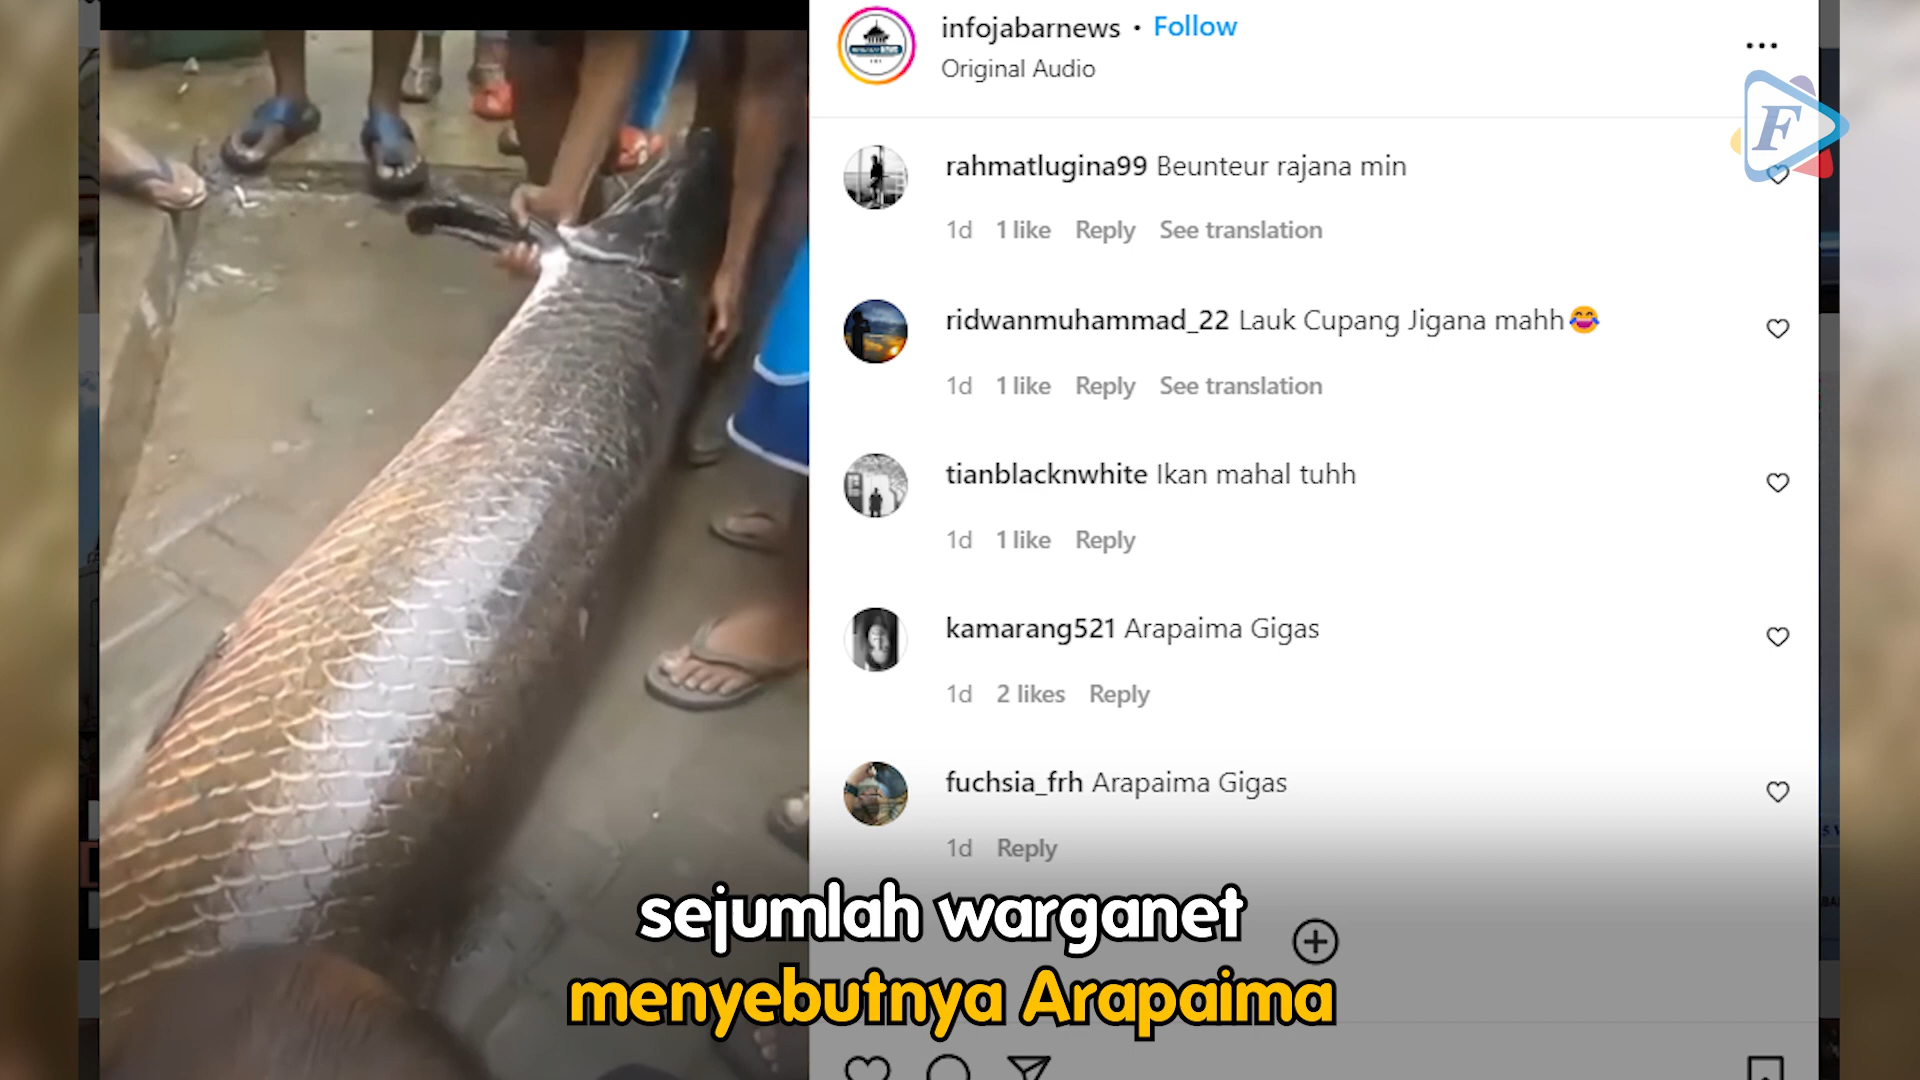 infojabarnews • Follow
Original Audio
F
rahmatlugina99 Beunteur rajana min
1d 1 like Reply See translation
ridwanmuhammad_22 Lauk Cupang Jigana mahh😂
1d 1 like Reply See translation
tianblacknwhite Ikan mahal tuhh
1d 1 like Reply
kamarang521 Arapaima Gigas
1d 2 likes Reply
fuchsia_frh Arapaima Gigas
1d Reply
sejumlah warganet
menyebutnya Arapaima